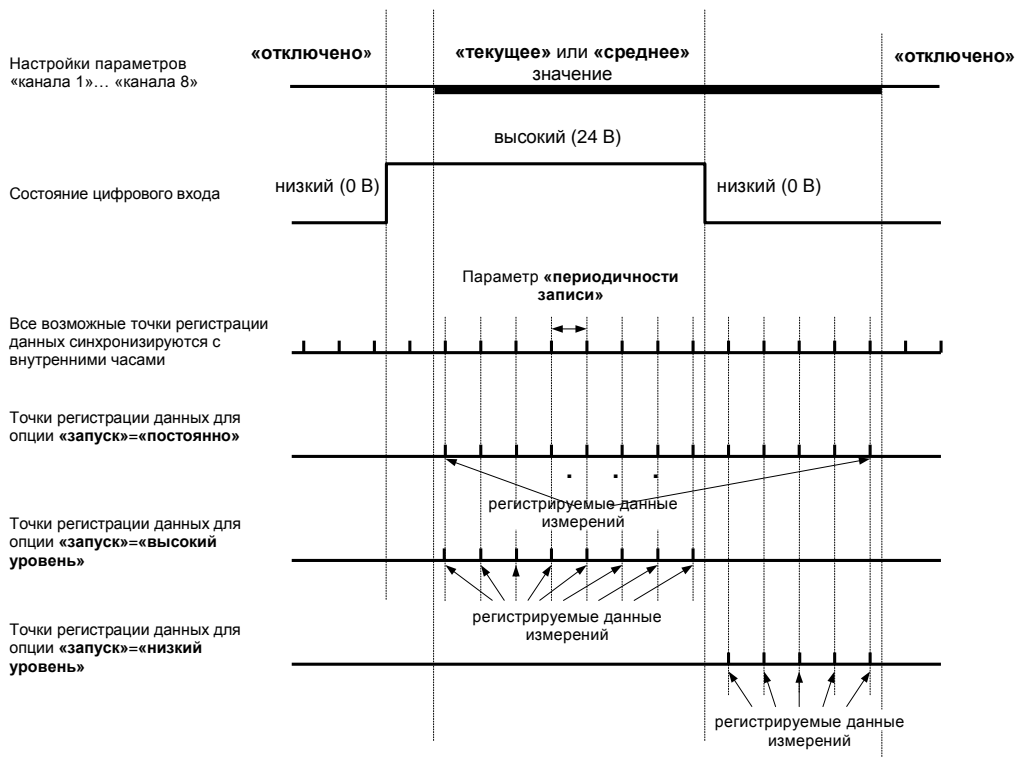 «отключено»
«текущее» или «среднее»
значение
«отключено»
Настройки параметров
«канала 1»... «канала 8»
высокий (24 В)
низкий (0 В)
низкий (0 В)
Состояние цифрового входа
Параметр «периодичности
записи»
Все возможные точки регистрации
данных синхронизируются с
внутренними часами
Точки регистрации данных для
опции «запуск»=«постоянно»
. . .
регистрируемые данные
измерений
Точки регистрации данных для
опции «запуск»=«высокий
уровень»
регистрируемые данные
измерений
Точки регистрации данных для
опции «запуск»=«низкий
уровень»
регистрируемые данные
измерений